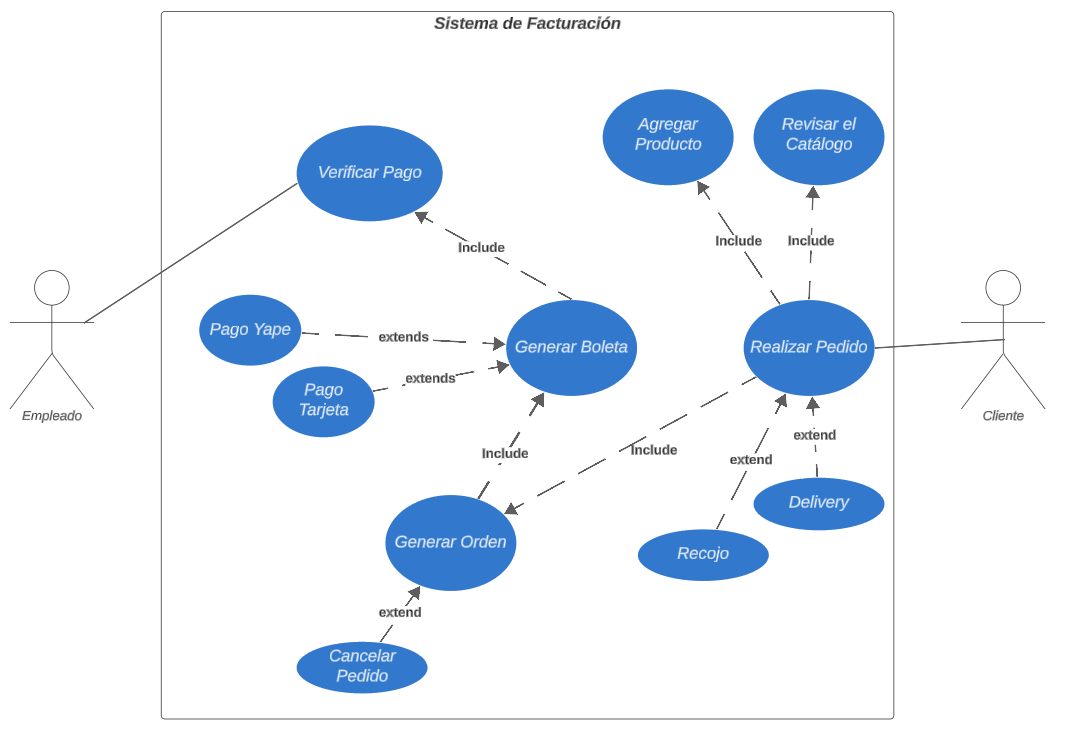 Sistema de Facturación
Agregar
Producto
Revisar el
Catálogo
Verificar Pago
Include
Include
Include
Pago Yape
extends
Generar Boleta
Realizar Pedido
Pago
Tarjeta
extends
Empleado
Cliente
extend
Include
Include
extend
Delivery
Generar Orden
Recojo
extend
Cancelar
Pedido